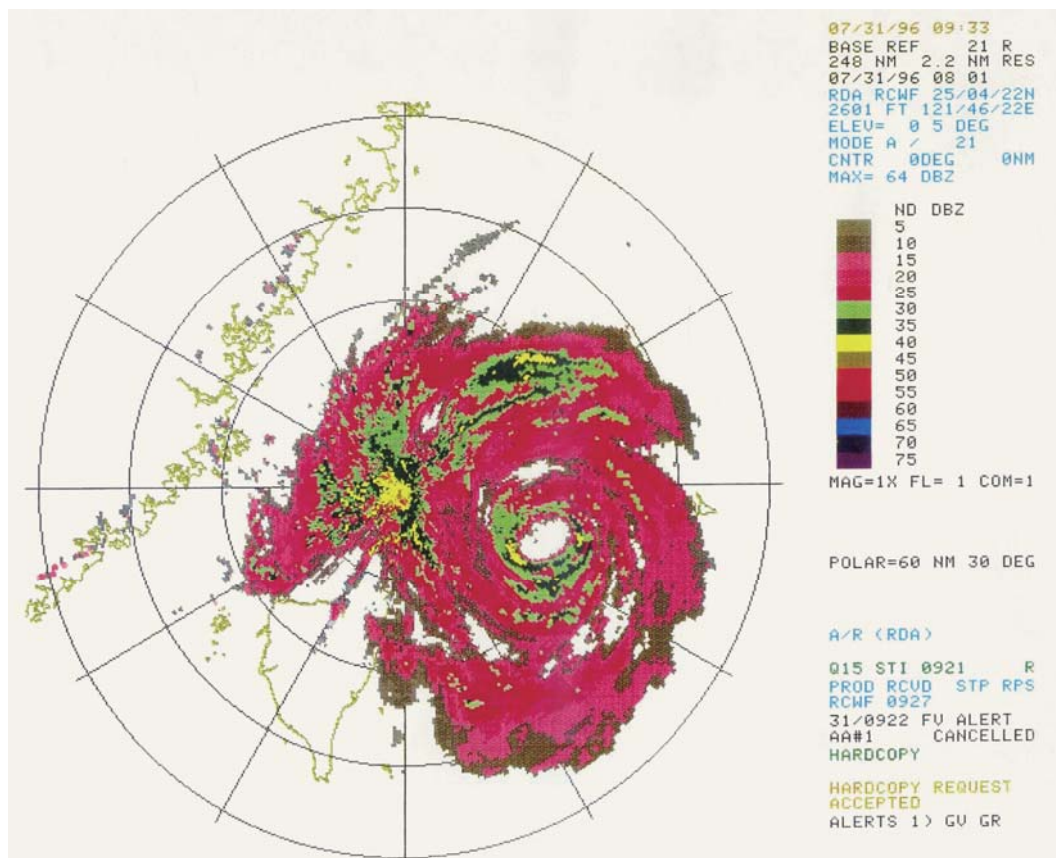 07/31/96 09:33
BASE REF 21 R
248 NM 2.2 NM RES
07/31/96 08 01
RDA RCWF 25/04/22N
2601 FT 121/46/22E
ELEV= 0 5 DEG
MODE A / 21
CNTR 0DEG 0NM
MAX= 64 DBZ
ND DBZ
5
10
15
20
25
30
35
40
45
50
55
60
65
70
75
MAG=1X FL= 1 COM=1
POLAR=60 NM 30 DEG
A/R (RDA)
Q15 STI 0921 R
PROD RCVD STP RPS
RCWF 0927
31/0922 FV ALERT
AA#1 CANCELLED
HARDCOPY
HARDCOPY REQUEST
ACCEPTED
ALERTS 1) GV GR